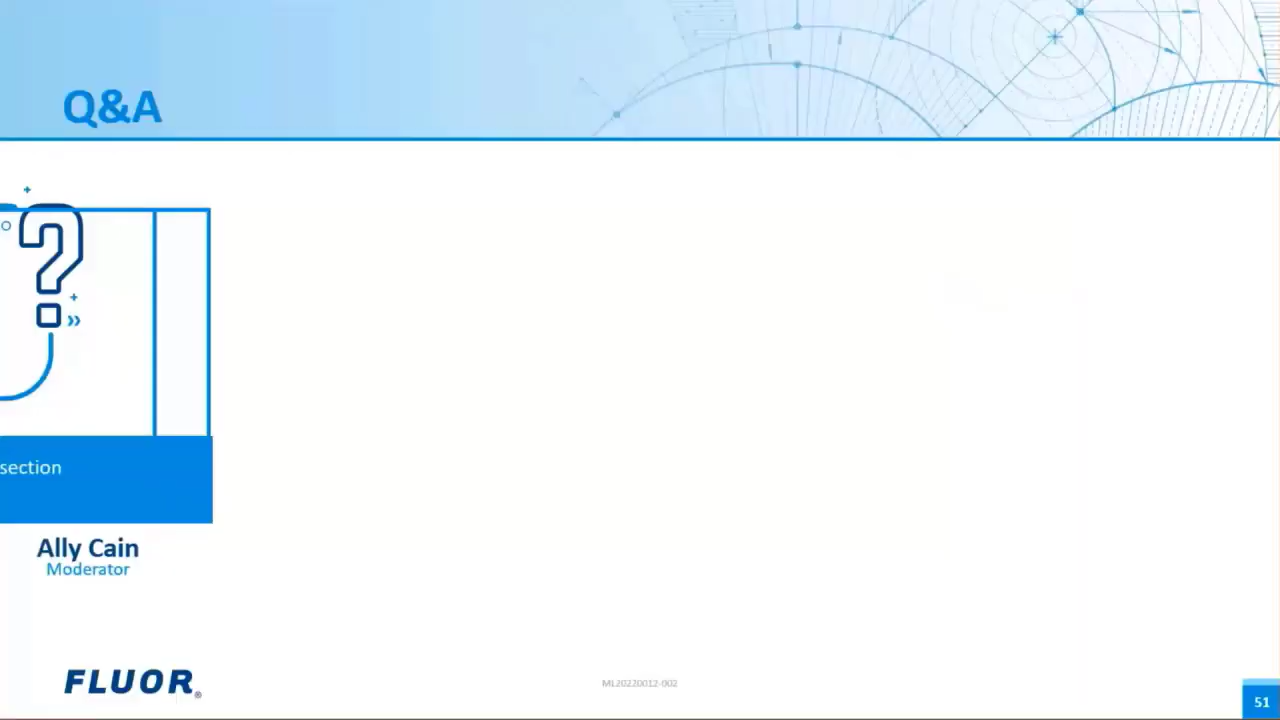 Q&A
section
Ally Cain
Moderator
FLUOR®
ML20220012-002
51